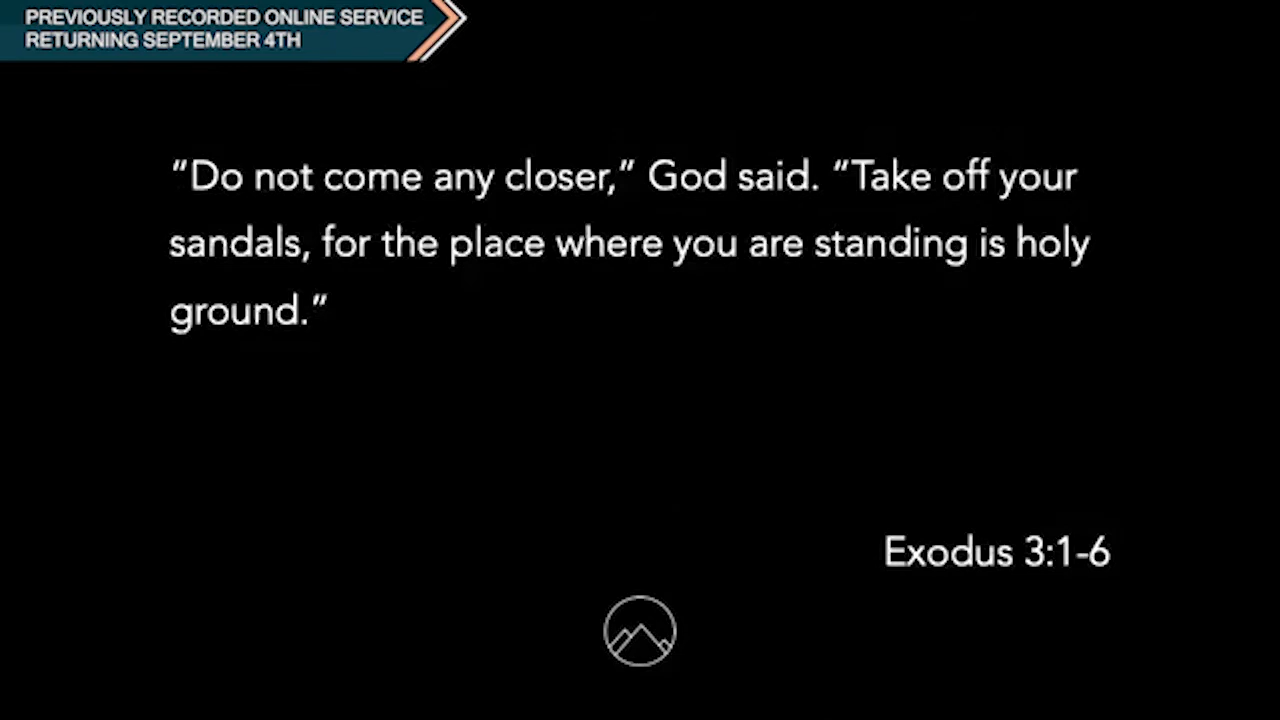 PREVIOUSLY RECORDED ONLINE SERVICE
RETURNING SEPTEMBER 4TH
“Do not come any closer,” God said. “Take off your
sandals, for the place where you are standing is holy
ground.”
Exodus 3:1-6